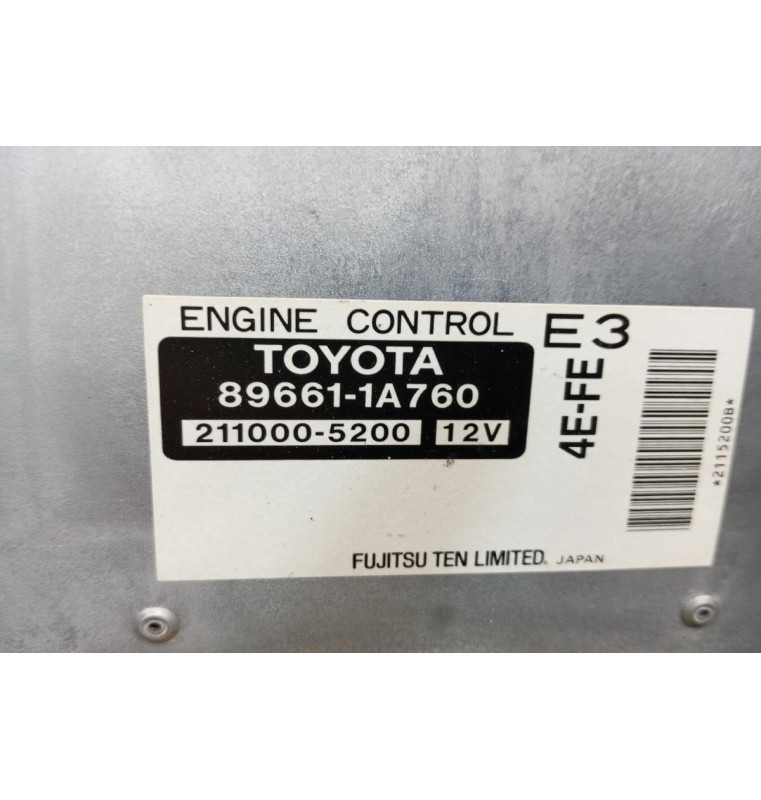 ENGINE CONTROL E3
TOYOTA
89661-1A760
211000-5200 12V
4E-FE
*2115200B*
FUJITSU TEN LIMITED. JAPAN